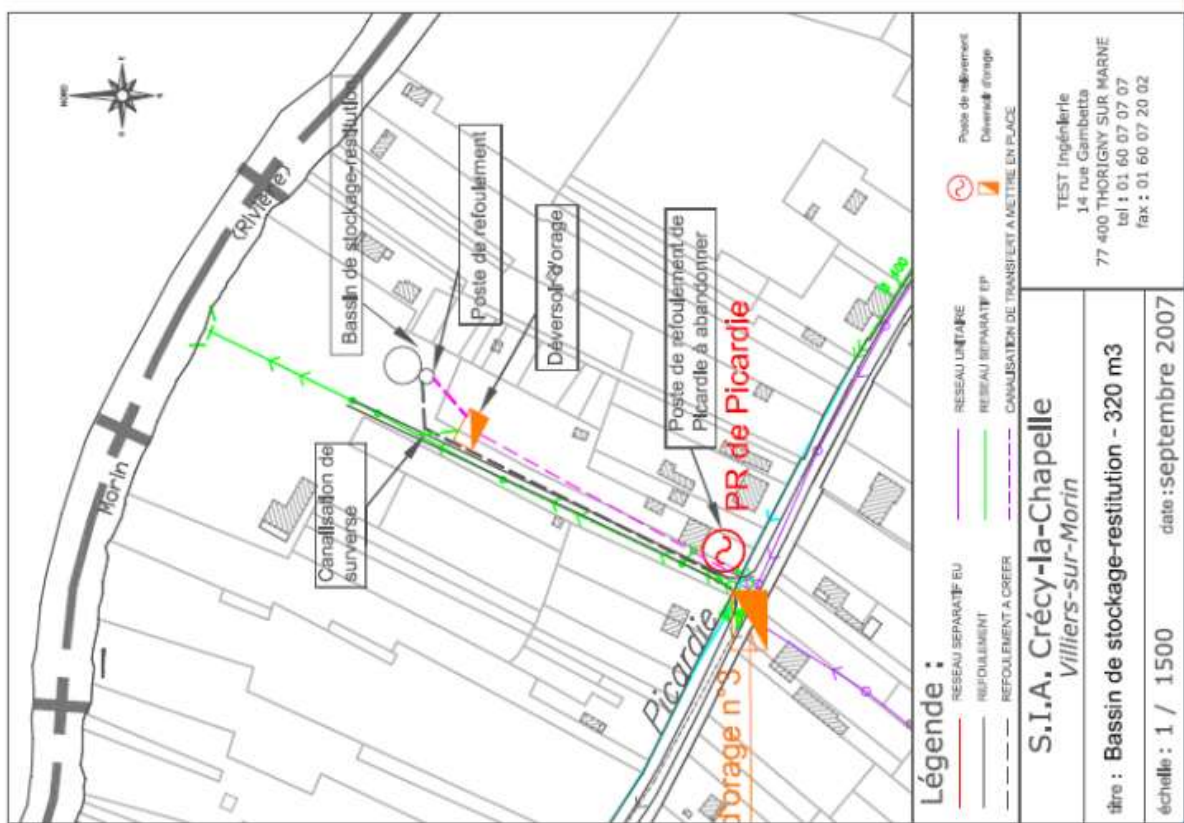 NORD
Bassin de stockage-restitution
Poste de refoulement
Déversoir d'orage
Canalisation de
surverse
Poste de refoulement de
Picardie à abandonner
PR de Picardie
(Rivière)
Morin
Picardie
d'orage n°3
400
Légende :
RESEAU SEPARATIF EU
REFOULEMENT
REFOULEMENT A CREER
RESEAU UNITAIRE
RESEAU SEPARATIF EP
CANALISATION DE TRANSFERT A METTRE EN PLACE
Poste de relèvement
Déversoir d'orage
S.I.A. Crécy-la-Chapelle
Villiers-sur-Morin
TEST Ingénierie
14 rue Gambetta
77 400 THORIGNY SUR MARNE
tel : 01 60 07 07 07
fax : 01 60 07 20 02
titre : Bassin de stockage-restitution - 320 m3
échelle : 1 / 1500
date : septembre 2007